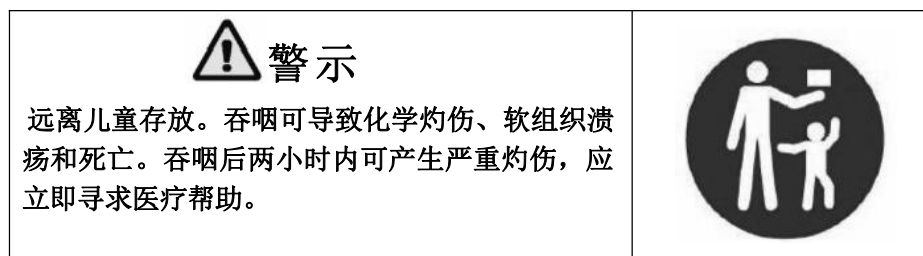 警示
远离儿童存放。吞咽可导致化学灼伤、软组织溃
疡和死亡。吞咽后两小时内可产生严重灼伤，应
立即寻求医疗帮助。